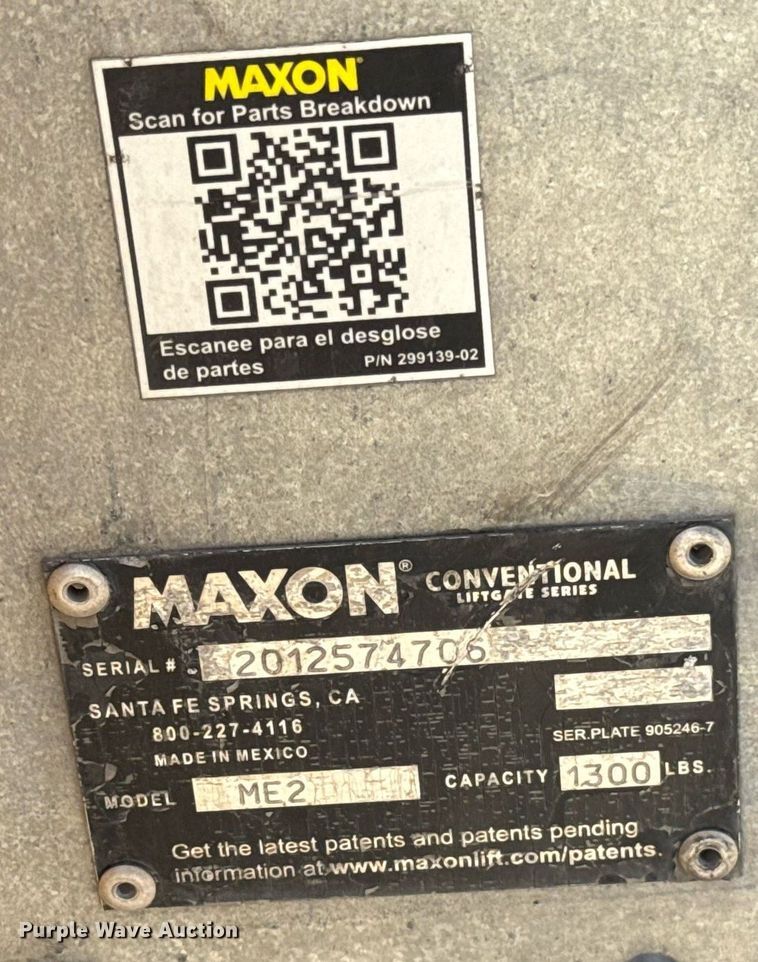 MAXON®
Scan for Parts Breakdown
Escanee para el desglose
de partes P/N 299139-02
MAXON® CONVENTIONAL
LIFTGATE SERIES
SERIAL # 2012574706
SANTA FE SPRINGS, CA
800-227-4116
SER.PLATE 905246-7
MADE IN MEXICO
MODEL ME2 CAPACITY 1300 LBS.
Get the latest patents and patents pending
information at www.maxonlift.com/patents.
Purple Wave Auction